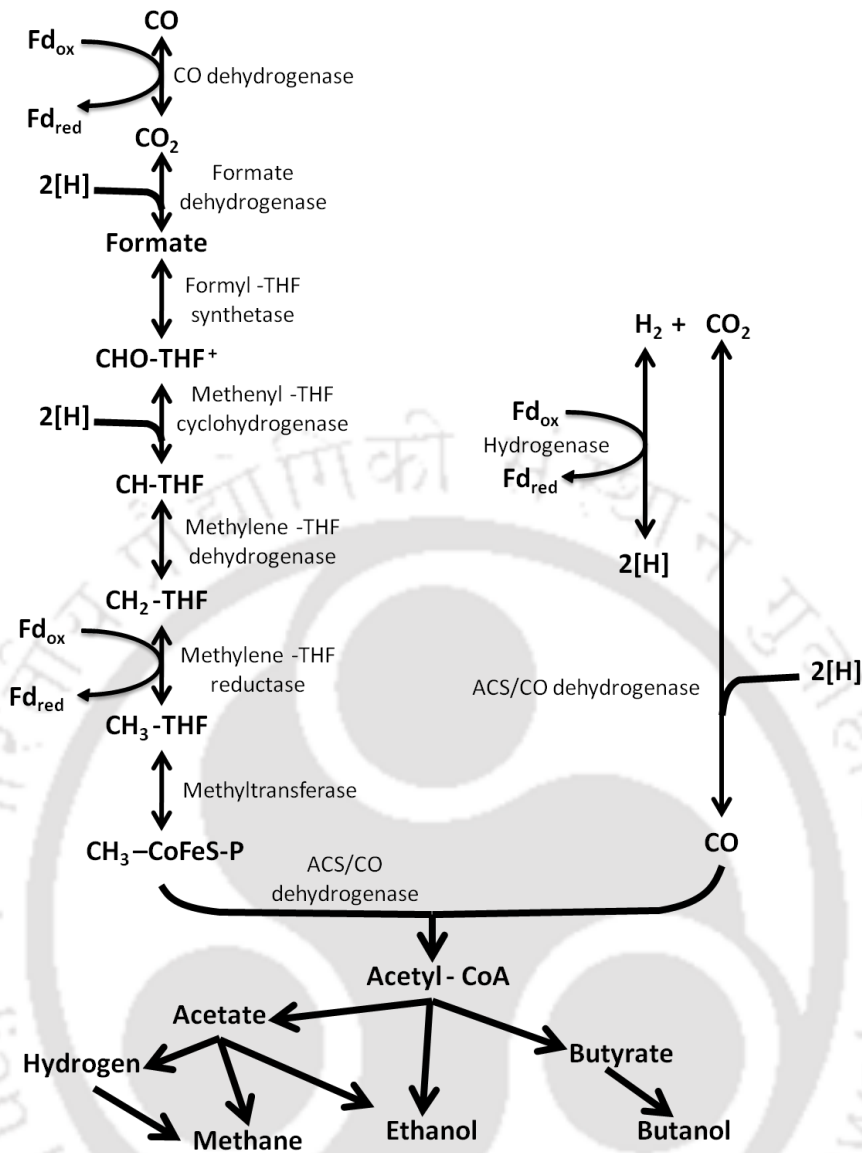 CO
Fdox
CO dehydrogenase
Fdred
CO2
2[H]
Formate
dehydrogenase
Formate
Formyl -THF
synthetase
CHO-THF+
2[H]
Methenyl -THF
cyclohydrogenase
CH-THF
Methylene -THF
dehydrogenase
CH2-THF
Fdox
Methylene -THF
reductase
Fdred
CH3-THF
Methyltransferase
CH3–CoFeS-P
H2 + CO2
Fdox
Hydrogenase
Fdred
2[H]
ACS/CO dehydrogenase
2[H]
CO
ACS/CO
dehydrogenase
Acetyl - CoA
Acetate
Hydrogen
Butyrate
Methane
Ethanol
Butanol